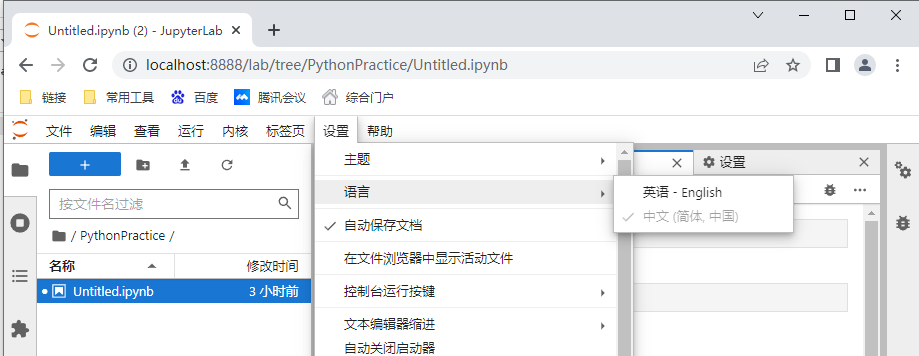 Untitled.ipynb (2) - JupyterLab
localhost:8888/lab/tree/PythonPractice/Untitled.ipynb
链接 常用工具 百度 腾讯会议 综合门户
文件 编辑 查看 运行 内核 标签页 设置 帮助
主题
设置
语言
英语 - English
按文件名过滤
中文 (简体, 中国)
自动保存文档
/ PythonPractice /
在文件浏览器中显示活动文件
名称 修改时间
Untitled.ipynb 3 小时前
控制台运行按键
文本编辑器缩进
自动关闭启动器